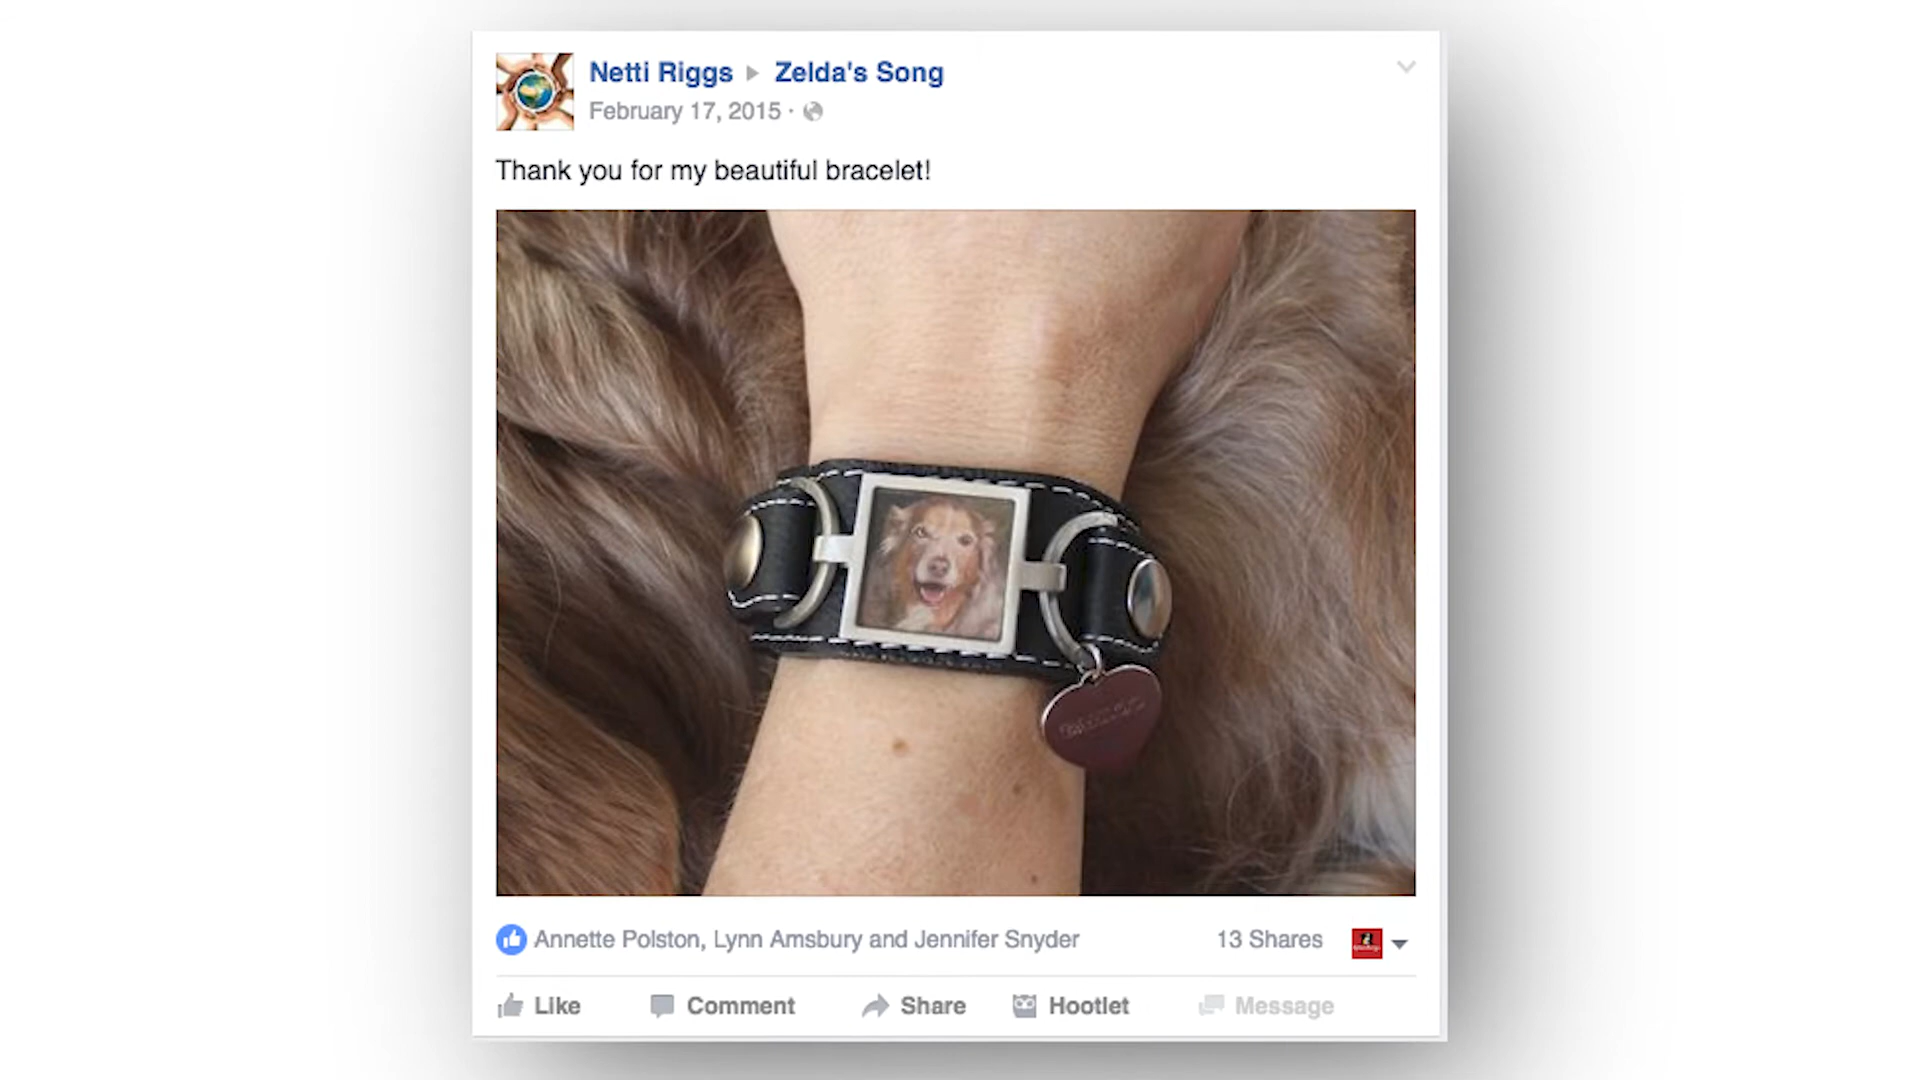 Netti Riggs Zelda's Song
February 17, 2015 ·
Thank you for my beautiful bracelet!
Annette Polston, Lynn Amsbury and Jennifer Snyder 13 Shares
Like Comment Share Hootlet Message